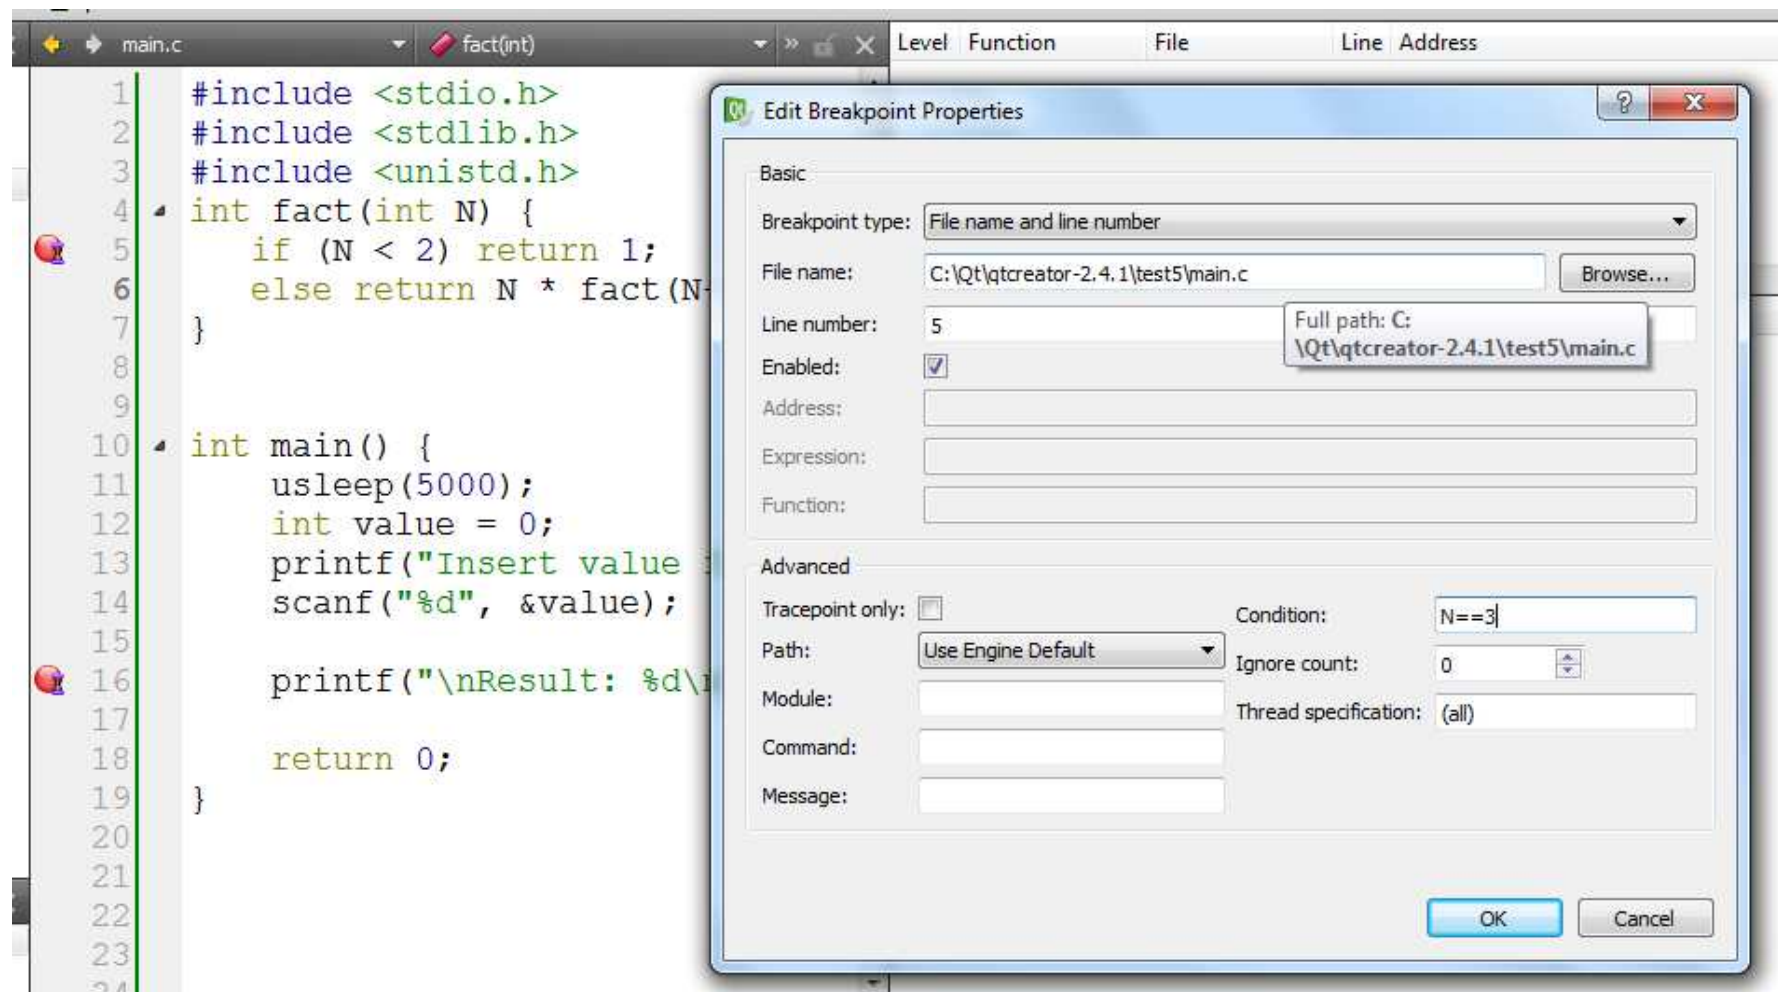 main.c
fact(int)
»
Level Function File Line Address
1 #include <stdio.h>
2 #include <stdlib.h>
3 #include <unistd.h>
4 int fact(int N) {
5 if (N < 2) return 1;
6 else return N * fact(N
7 }
8
9
10 int main() {
11 usleep(5000);
12 int value = 0;
13 printf("Insert value
14 scanf("%d", &value);
15
16 printf("\nResult: %d\
17
18 return 0;
19 }
20
21
22
23
24
Edit Breakpoint Properties
Basic
Breakpoint type: File name and line number
File name: C:\Qt\qtcreator-2.4.1\test5\main.c Browse...
Line number: 5
Full path: C:
\Qt\qtcreator-2.4.1\test5\main.c
Enabled:
Address:
Expression:
Function:
Advanced
Tracepoint only:
Condition: N==3
Path: Use Engine Default
Ignore count: 0
Module:
Thread specification: (all)
Command:
Message:
OK Cancel